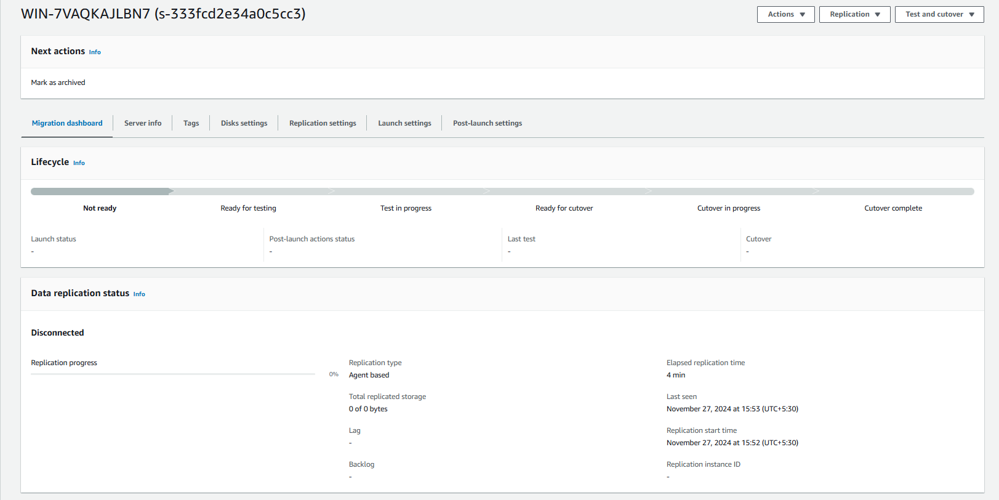 WIN-7VAQKAJLBN7 (s-333fcd2e34a0c5cc3)
Actions
Replication
Test and cutover
Next actions Info
Mark as archived
Migration dashboard
Server info
Tags
Disks settings
Replication settings
Launch settings
Post-launch settings
Lifecycle Info
Not ready
Ready for testing
Test in progress
Ready for cutover
Cutover in progress
Cutover complete
Launch status
-
Post-launch actions status
-
Last test
-
Cutover
-
Data replication status Info
Disconnected
Replication progress
0%
Replication type
Agent based
Total replicated storage
0 of 0 bytes
Lag
-
Backlog
-
Elapsed replication time
4 min
Last seen
November 27, 2024 at 15:53 (UTC+5:30)
Replication start time
November 27, 2024 at 15:52 (UTC+5:30)
Replication instance ID
-